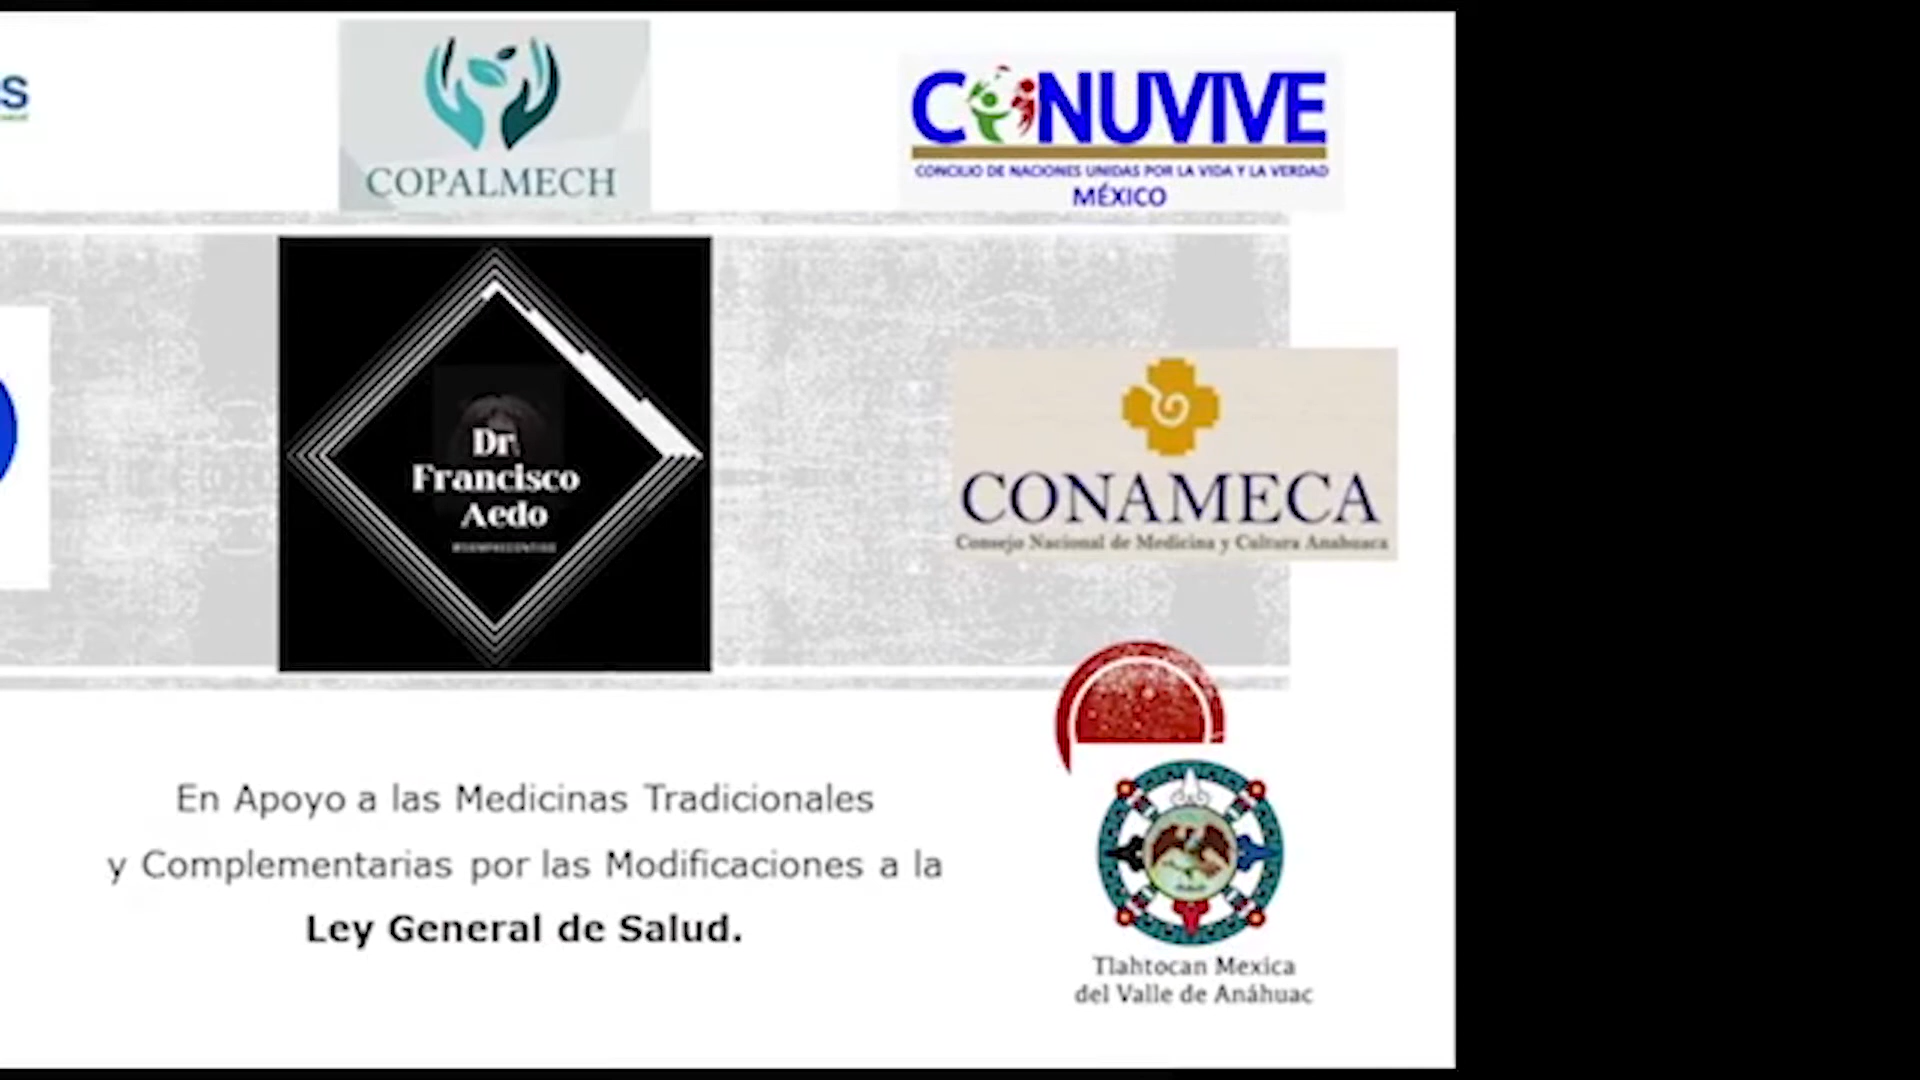 S
COPALMECH
CONUVIVE
CONCILIO DE NACIONES UNIDAS POR LA VIDA Y LA VERDAD
MÉXICO
Dr
Francisco
Aedo
CONAMECA
Consejo Nacional de Medicina y Cultura Anahuaca
En Apoyo a las Medicinas Tradicionales
y Complementarias por las Modificaciones a la
Ley General de Salud.
Tlahtocan Mexica
del Valle de Anáhuac